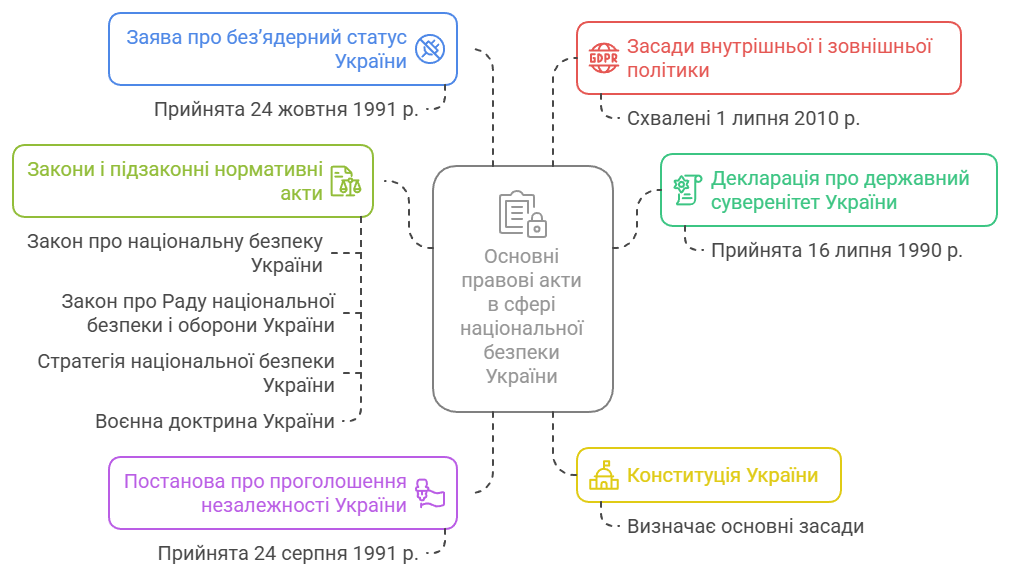 Заява про без’ядерний статус
України
Прийнята 24 жовтня 1991 р.
Засади внутрішньої і зовнішньої
політики
GDPR
Схвалені 1 липня 2010 р.
Закони і підзаконні нормативні
акти
Закон про національну безпеку
України
Закон про Раду національної
безпеки і оборони України
Стратегія національної безпеки
України
Воєнна доктрина України
Декларація про державний
суверенітет України
Прийнята 16 липня 1990 р.
Основні
правові акти
в сфері
національної
безпеки
України
Постанова про проголошення
незалежності України
Прийнята 24 серпня 1991 р.
Конституція України
Визначає основні засади